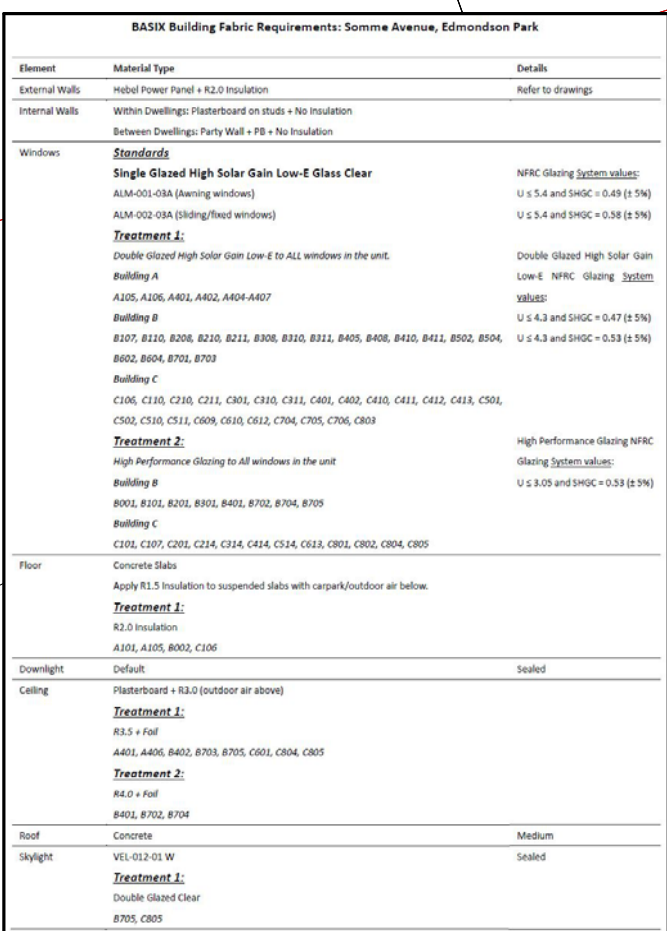 BASIX Building Fabric Requirements: Somme Avenue, Edmondson Park
Element Material Type Details
External Walls Hebel Power Panel + R2.0 Insulation Refer to drawings
Internal Walls Within Dwellings: Plasterboard on studs + No Insulation
Between Dwellings: Party Wall + PB + No Insulation
Windows Standards
Single Glazed High Solar Gain Low-E Glass Clear NFRC Glazing System values:
ALM-001-03A (Awning windows) U ≤ 5.4 and SHGC = 0.49 (± 5%)
ALM-002-03A (Sliding/fixed windows) U ≤ 5.4 and SHGC = 0.58 (± 5%)
Treatment 1:
Double Glazed High Solar Gain Low-E to ALL windows in the unit. Double Glazed High Solar Gain
Building A Low-E NFRC Glazing System
A105, A106, A401, A402, A404-A407 values:
Building B U ≤ 4.3 and SHGC = 0.47 (± 5%)
B107, B110, B208, B210, B211, B308, B310, B311, B405, B408, B410, B411, B502, B504, U ≤ 4.3 and SHGC = 0.53 (± 5%)
B602, B604, B701, B703
Building C
C106, C110, C210, C211, C301, C310, C311, C401, C402, C410, C411, C412, C413, C501,
C502, C510, C511, C609, C610, C612, C704, C705, C706, C803
Treatment 2: High Performance Glazing NFRC
High Performance Glazing to All windows in the unit Glazing System values:
Building B U ≤ 3.05 and SHGC = 0.53 (± 5%)
B001, B101, B201, B301, B401, B702, B704, B705
Building C
C101, C107, C201, C214, C314, C414, C514, C613, C801, C802, C804, C805
Floor Concrete Slabs
Apply R1.5 Insulation to suspended slabs with carpark/outdoor air below.
Treatment 1:
R2.0 Insulation
A101, A105, B002, C106
Downlight Default Sealed
Ceiling Plasterboard + R3.0 (outdoor air above)
Treatment 1:
R3.5 + Foil
A401, A406, B402, B703, B705, C601, C804, C805
Treatment 2:
R4.0 + Foil
B401, B702, B704
Roof Concrete Medium
Skylight VEL-012-01 W Sealed
Treatment 1:
Double Glazed Clear
B705, C805